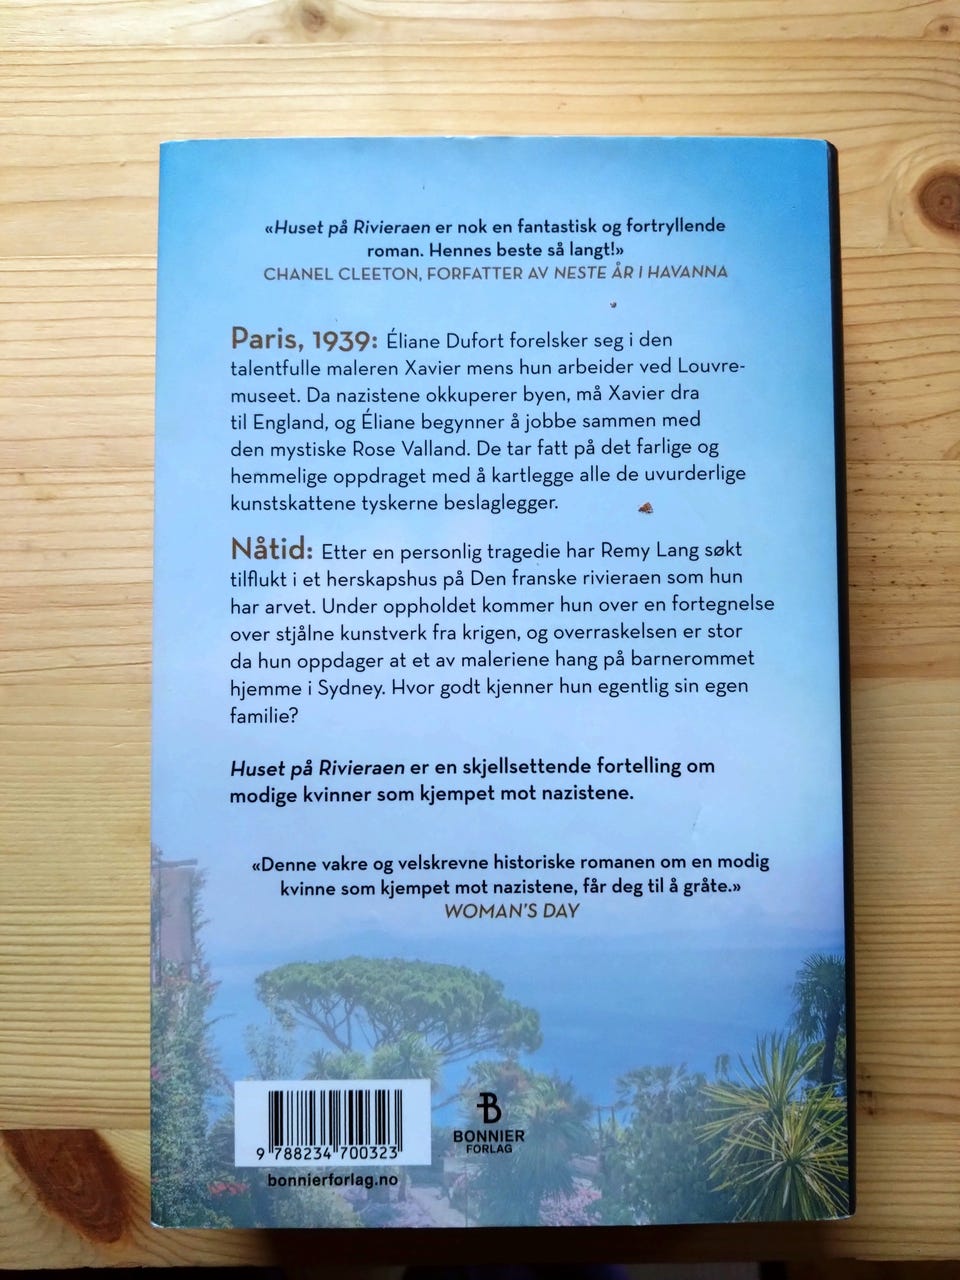 «Huset på Rivieraen er nok en fantastisk og fortryllende
roman. Hennes beste så langt!»
CHANEL CLEETON, FORFATTER AV NESTE ÅR I HAVANNA
Paris, 1939: Éliane Dufort forelsker seg i den
talentfulle maleren Xavier mens hun arbeider ved Louvre-
museet. Da nazistene okkuperer byen, må Xavier dra
til England, og Éliane begynner å jobbe sammen med
den mystiske Rose Valland. De tar fatt på det farlige og
hemmelige oppdraget med å kartlegge alle de uvurderlige
kunstskattene tyskerne beslaglegger.
Nåtid: Etter en personlig tragedie har Remy Lang søkt
tilflukt i et herskapshus på Den franske rivieraen som hun
har arvet. Under oppholdet kommer hun over en fortegnelse
over stjålne kunstverk fra krigen, og overraskelsen er stor
da hun oppdager at et av maleriene hang på barnerommet
hjemme i Sydney. Hvor godt kjenner hun egentlig sin egen
familie?
Huset på Rivieraen er en skjellsettende fortelling om
modige kvinner som kjempet mot nazistene.
«Denne vakre og velskrevne historiske romanen om en modig
kvinne som kjempet mot nazistene, får deg til å gråte.»
WOMAN'S DAY
9 788234 700323
bonnierforlag.no
B
BONNIER
FORLAG